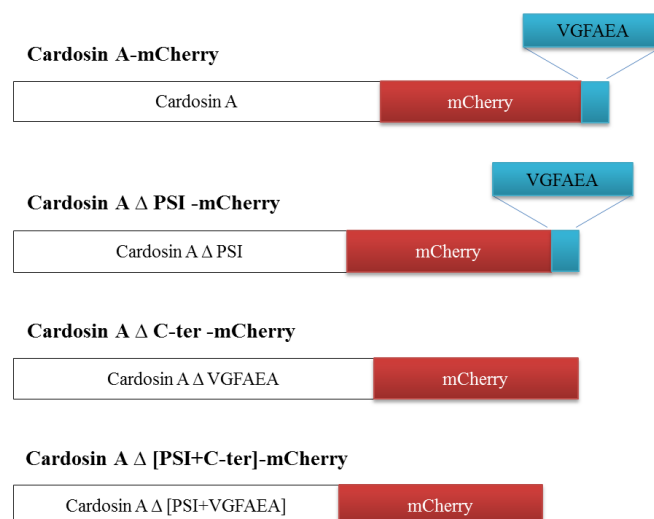 VGFAEA
Cardosin A-mCherry
Cardosin A mCherry
VGFAEA
Cardosin A Δ PSI -mCherry
Cardosin A Δ PSI mCherry
Cardosin A Δ C-ter -mCherry
Cardosin A Δ VGFAEA mCherry
Cardosin A Δ [PSI+C-ter]-mCherry
Cardosin A Δ [PSI+VGFAEA] mCherry